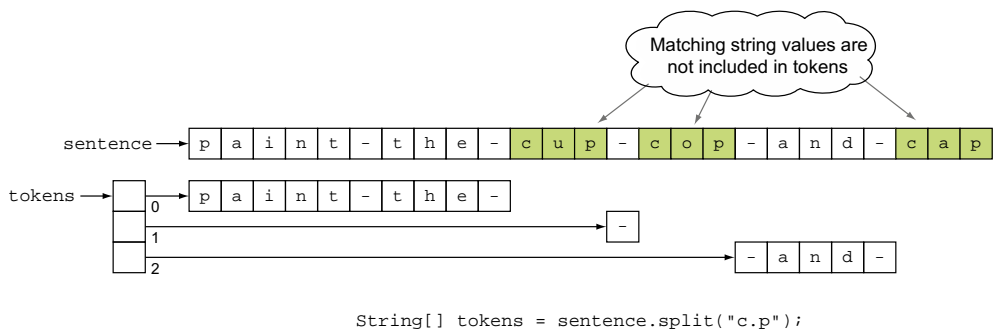 Matching string values are
not included in tokens
sentence p a i n t - t h e - c u p - c o p - a n d - c a p
tokens 0 p a i n t - t h e -
1 -
2 - a n d -
String[] tokens = sentence.split("c.p");